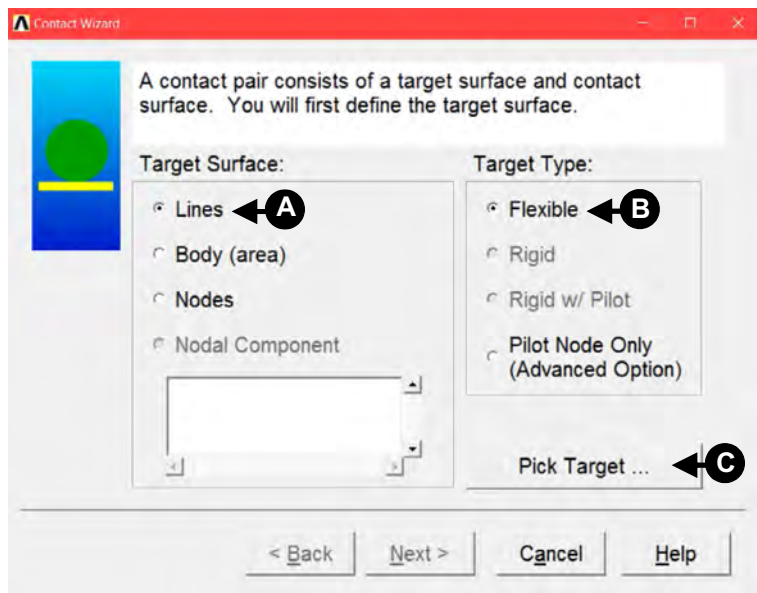 Contact Wizard
A contact pair consists of a target surface and contact
surface. You will first define the target surface.
Target Surface:
Lines
A
Body (area)
Nodes
Nodal Component
Target Type:
Flexible
B
Rigid
Rigid w/ Pilot
Pilot Node Only
(Advanced Option)
Pick Target ...
C
< Back
Next >
Cancel
Help